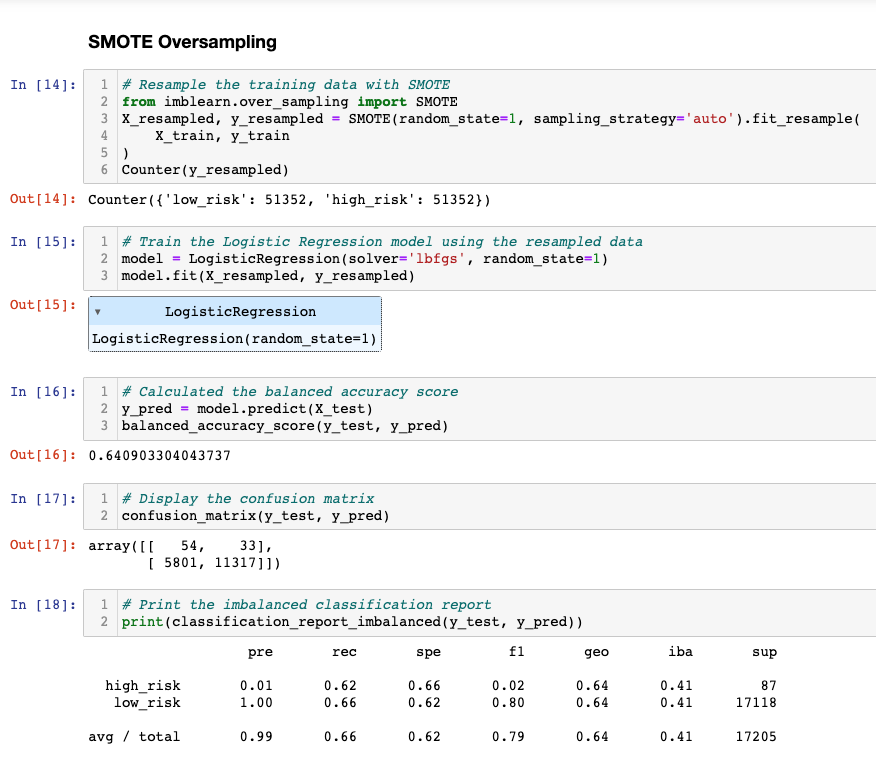 SMOTE Oversampling
In [14]:
1 # Resample the training data with SMOTE
2 from imblearn.over_sampling import SMOTE
3 X_resampled, y_resampled = SMOTE(random_state=1, sampling_strategy='auto').fit_resample(
4     X_train, y_train
5 )
6 Counter(y_resampled)
Out[14]: Counter({'low_risk': 51352, 'high_risk': 51352})
In [15]:
1 # Train the Logistic Regression model using the resampled data
2 model = LogisticRegression(solver='lbfgs', random_state=1)
3 model.fit(X_resampled, y_resampled)
Out[15]:
▾ LogisticRegression
LogisticRegression(random_state=1)
In [16]:
1 # Calculated the balanced accuracy score
2 y_pred = model.predict(X_test)
3 balanced_accuracy_score(y_test, y_pred)
Out[16]: 0.640903304043737
In [17]:
1 # Display the confusion matrix
2 confusion_matrix(y_test, y_pred)
Out[17]: array([[   54,    33],
       [ 5801, 11317]])
In [18]:
1 # Print the imbalanced classification report
2 print(classification_report_imbalanced(y_test, y_pred))
pre rec spe f1 geo iba sup
high_risk 0.01 0.62 0.66 0.02 0.64 0.41 87
low_risk 1.00 0.66 0.62 0.80 0.64 0.41 17118
avg / total 0.99 0.66 0.62 0.79 0.64 0.41 17205